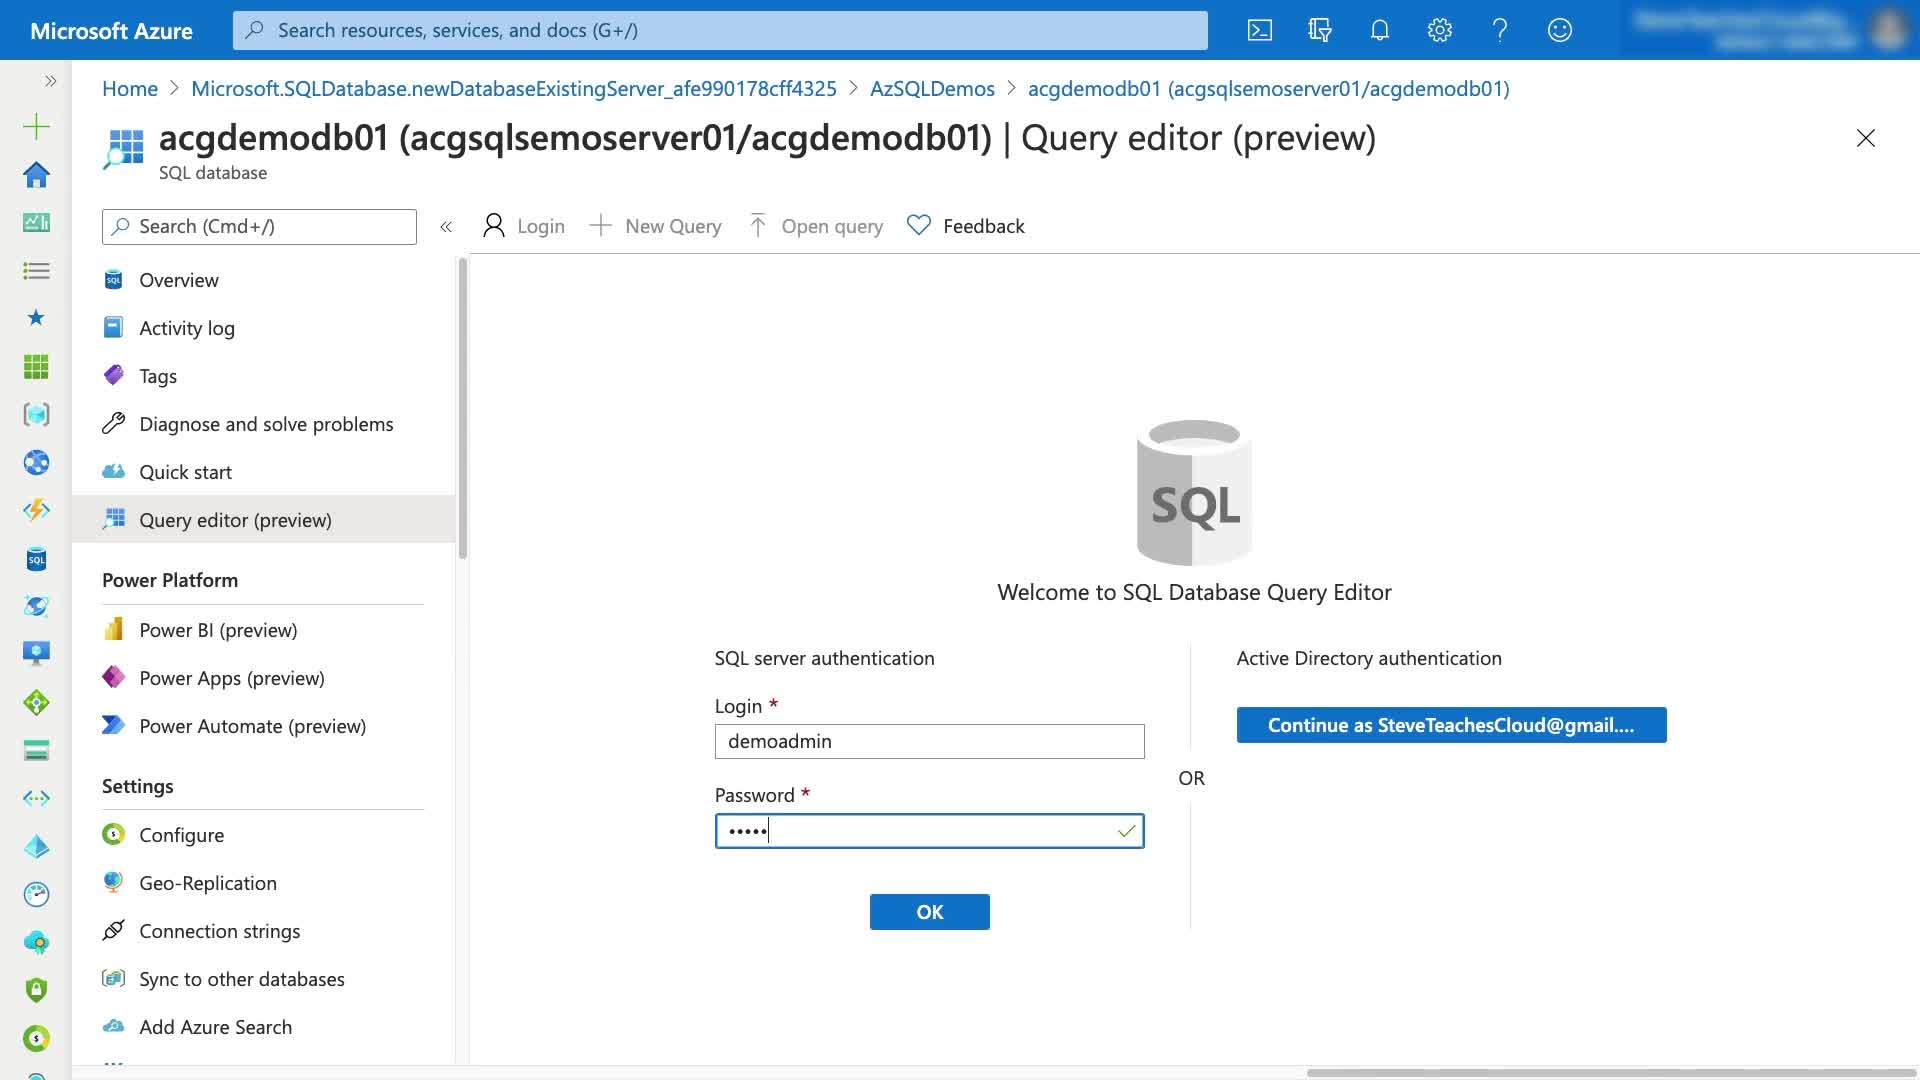 Microsoft Azure
Search resources, services, and docs (G+/)
Home > Microsoft.SQLDatabase.newDatabaseExistingServer_afe990178cff4325 > AzSQLDemos > acgdemodb01 (acgsqlsemoserver01/acgdemodb01)
acgdemodb01 (acgsqlsemoserver01/acgdemodb01) | Query editor (preview)
SQL database
Search (Cmd+/)
Login
New Query
Open query
Feedback
Overview
Activity log
Tags
Diagnose and solve problems
Quick start
Query editor (preview)
Power Platform
Power BI (preview)
Power Apps (preview)
Power Automate (preview)
Settings
Configure
Geo-Replication
Connection strings
Sync to other databases
Add Azure Search
SQL
Welcome to SQL Database Query Editor
SQL server authentication
Login *
demoadmin
Password *
•••••
OK
OR
Active Directory authentication
Continue as SteveTeachesCloud@gmail....